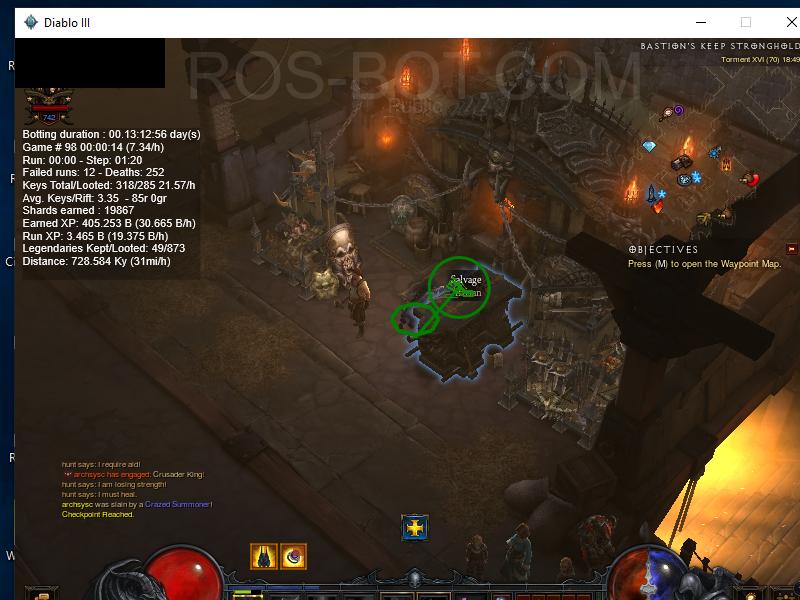 Diablo III
BASTION'S KEEP STRONGHOLD
Torment XVI (70) 18:49
ROS-BOT.COM
PUBLIC
742
Botting duration : 00.13:12:56 day(s)
Game # 98 00:00:14 (7.34/h)
Run: 00:00 - Step: 01:20
Failed runs: 12 - Deaths: 252
Keys Total/Looted: 318/285 21.57/h
Avg. Keys/Rift: 3.35 - 85r 0gr
Shards earned : 19867
Earned XP: 405.253 B (30.665 B/h)
Run XP: 3.465 B (19.375 B/h)
Legendaries Kept/Looted: 49/873
Distance: 728.584 Ky (31mi/h)
OBJECTIVES
Press (M) to open the Waypoint Map.
Salvage
hunt says: I require aid!
archsysc has engaged: Crusader King!
hunt says: I am losing strength!
hunt says: I must heal.
archsysc was slain by a Crazed Summoner!
Checkpoint Reached.